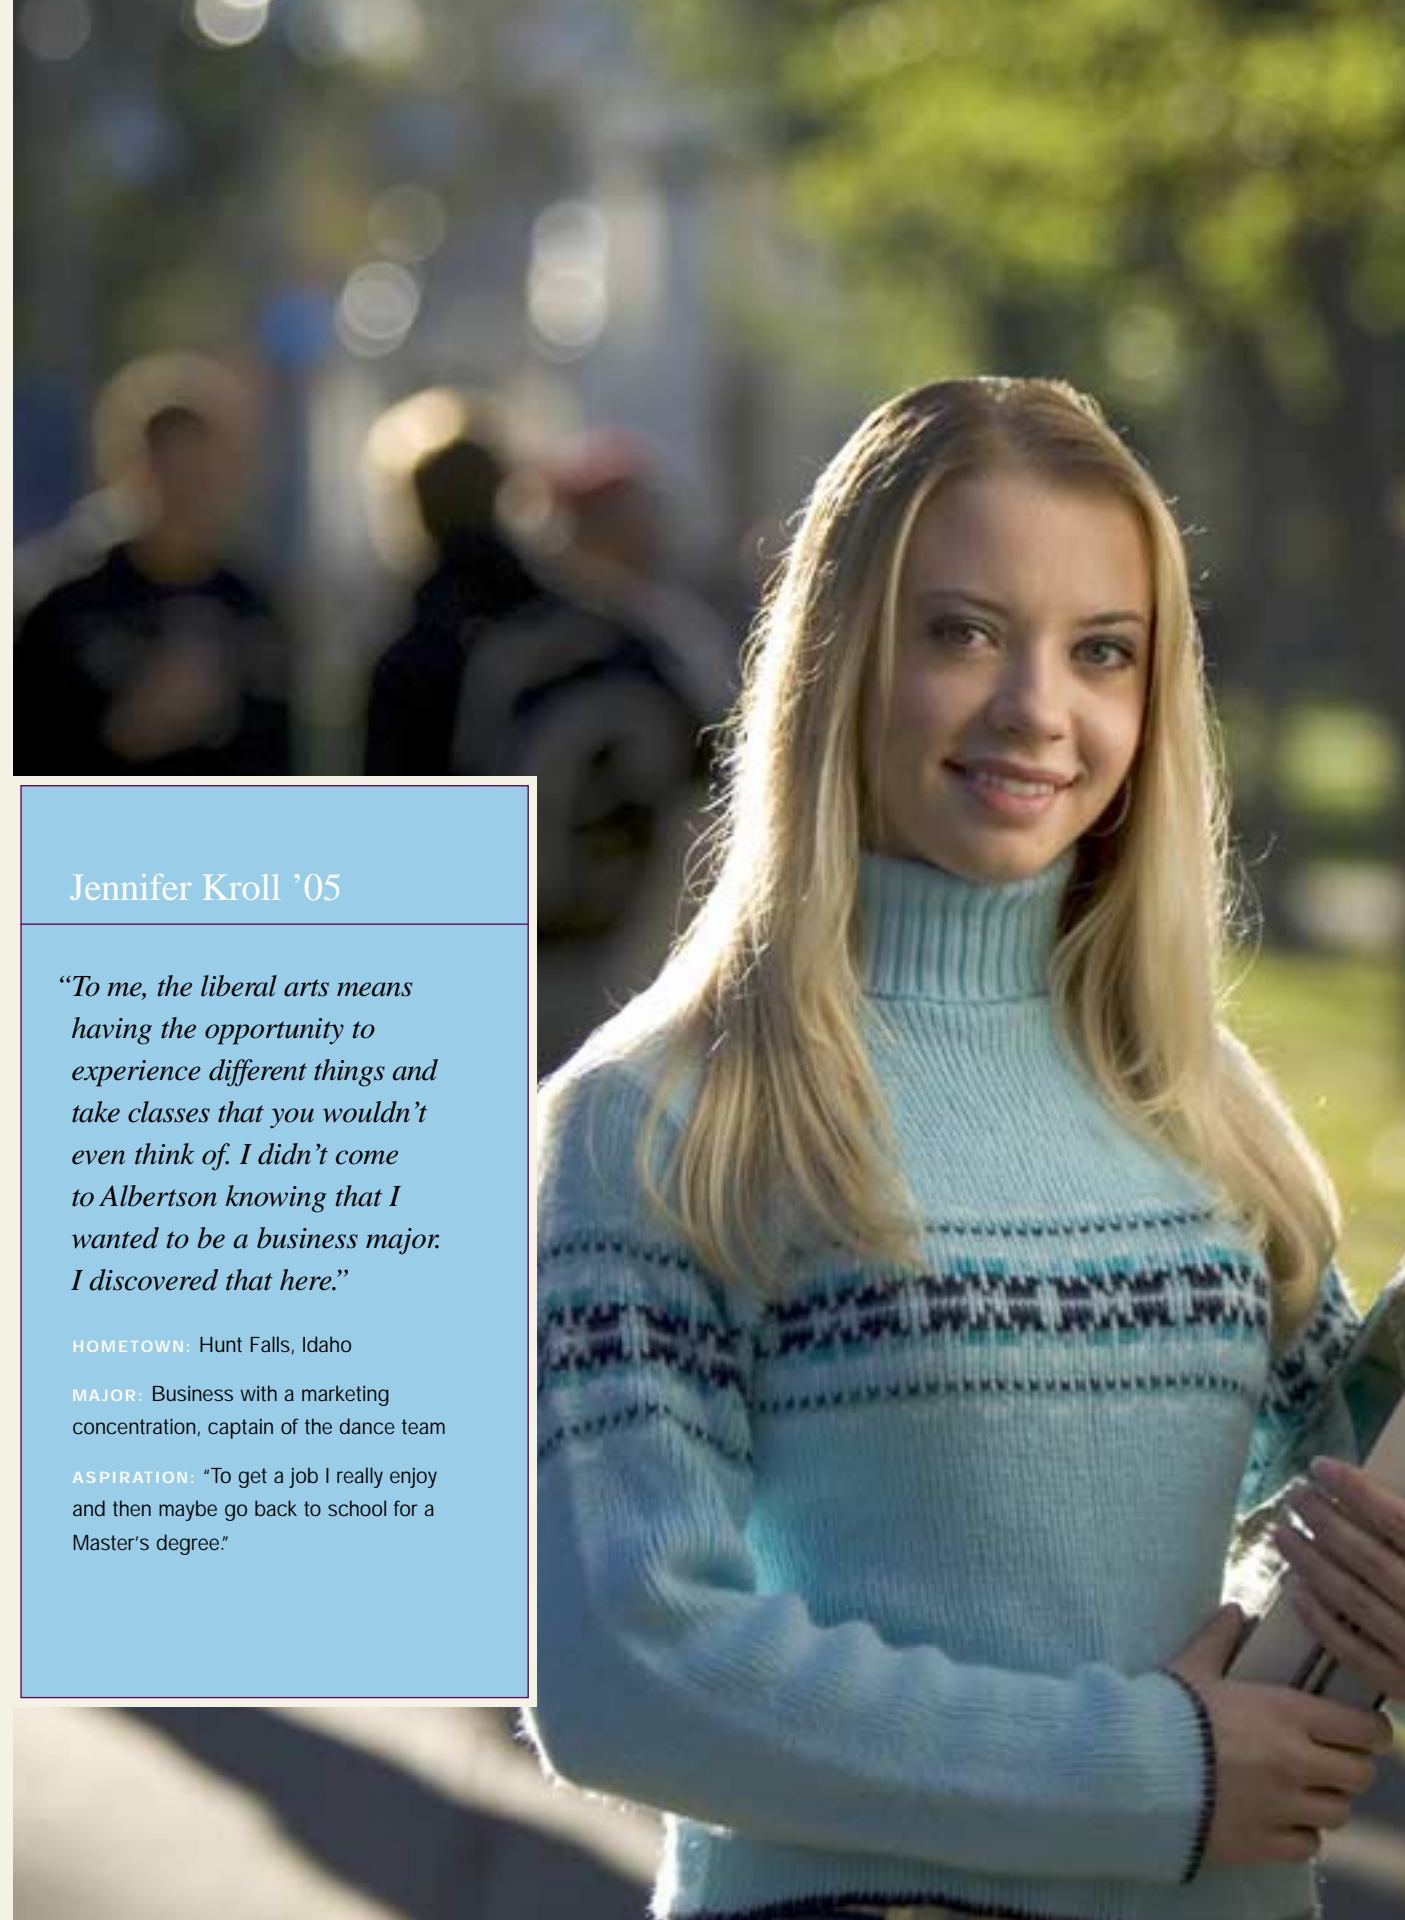 Jennifer Kroll ’05
“To me, the liberal arts means
having the opportunity to
experience different things and
take classes that you wouldn’t
even think of. I didn’t come
to Albertson knowing that I
wanted to be a business major.
I discovered that here.”
HOMETOWN: Hunt Falls, Idaho
MAJOR: Business with a marketing
concentration, captain of the dance team
ASPIRATION: “To get a job I really enjoy
and then maybe go back to school for a
Master’s degree.”